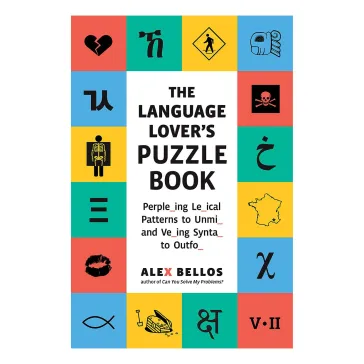 THE
LANGUAGE
LOVER'S
PUZZLE
BOOK
Perple_ing Le_ical
Patterns to Unmi_
and Ve_ing Synta_
to Outfo_
ALEX BELLOS
author of Can You Solve My Problems?
Ξ
خ
χ
क्ष
V·II